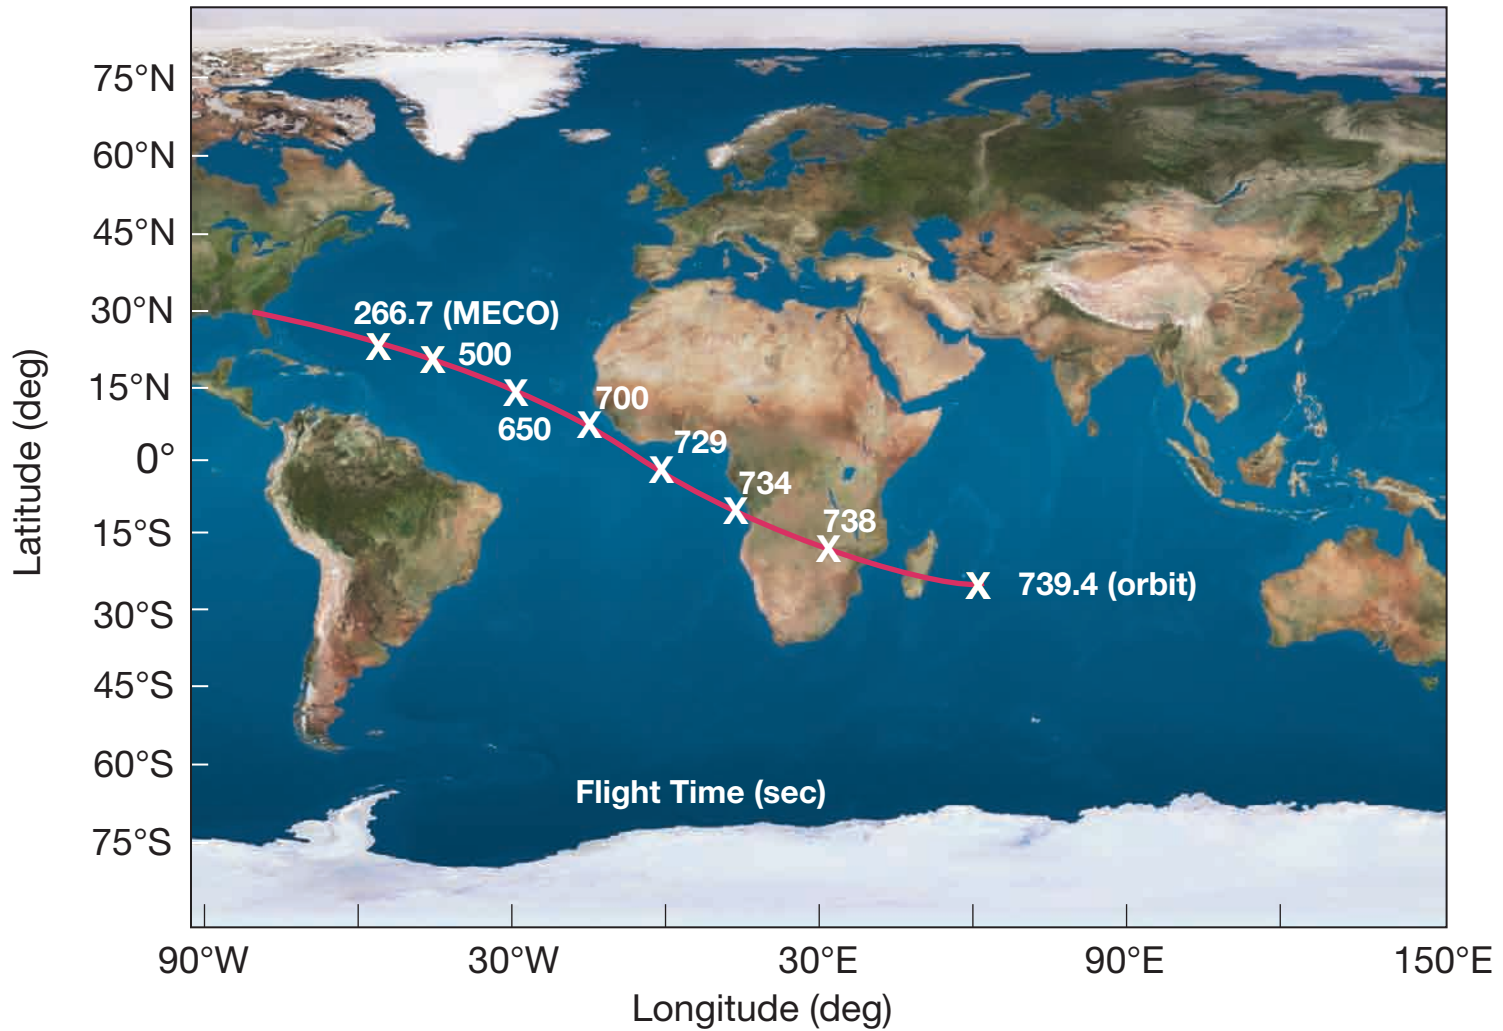 75°N
60°N
45°N
30°N
15°N
0°
15°S
30°S
45°S
60°S
75°S
Latitude (deg)
266.7 (MECO)
500
650
700
729
734
738
739.4 (orbit)
X
X
X
X
X
X
X
X
Flight Time (sec)
90°W
30°W
30°E
90°E
150°E
Longitude (deg)